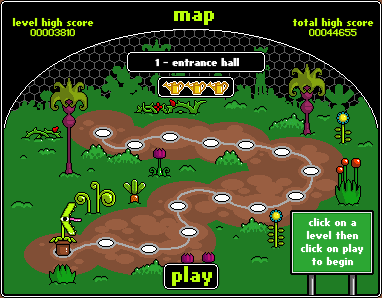 map
level high score
00003810
total high score
00044655
1 - entrance hall
click on a
level then
click on play
to begin
play